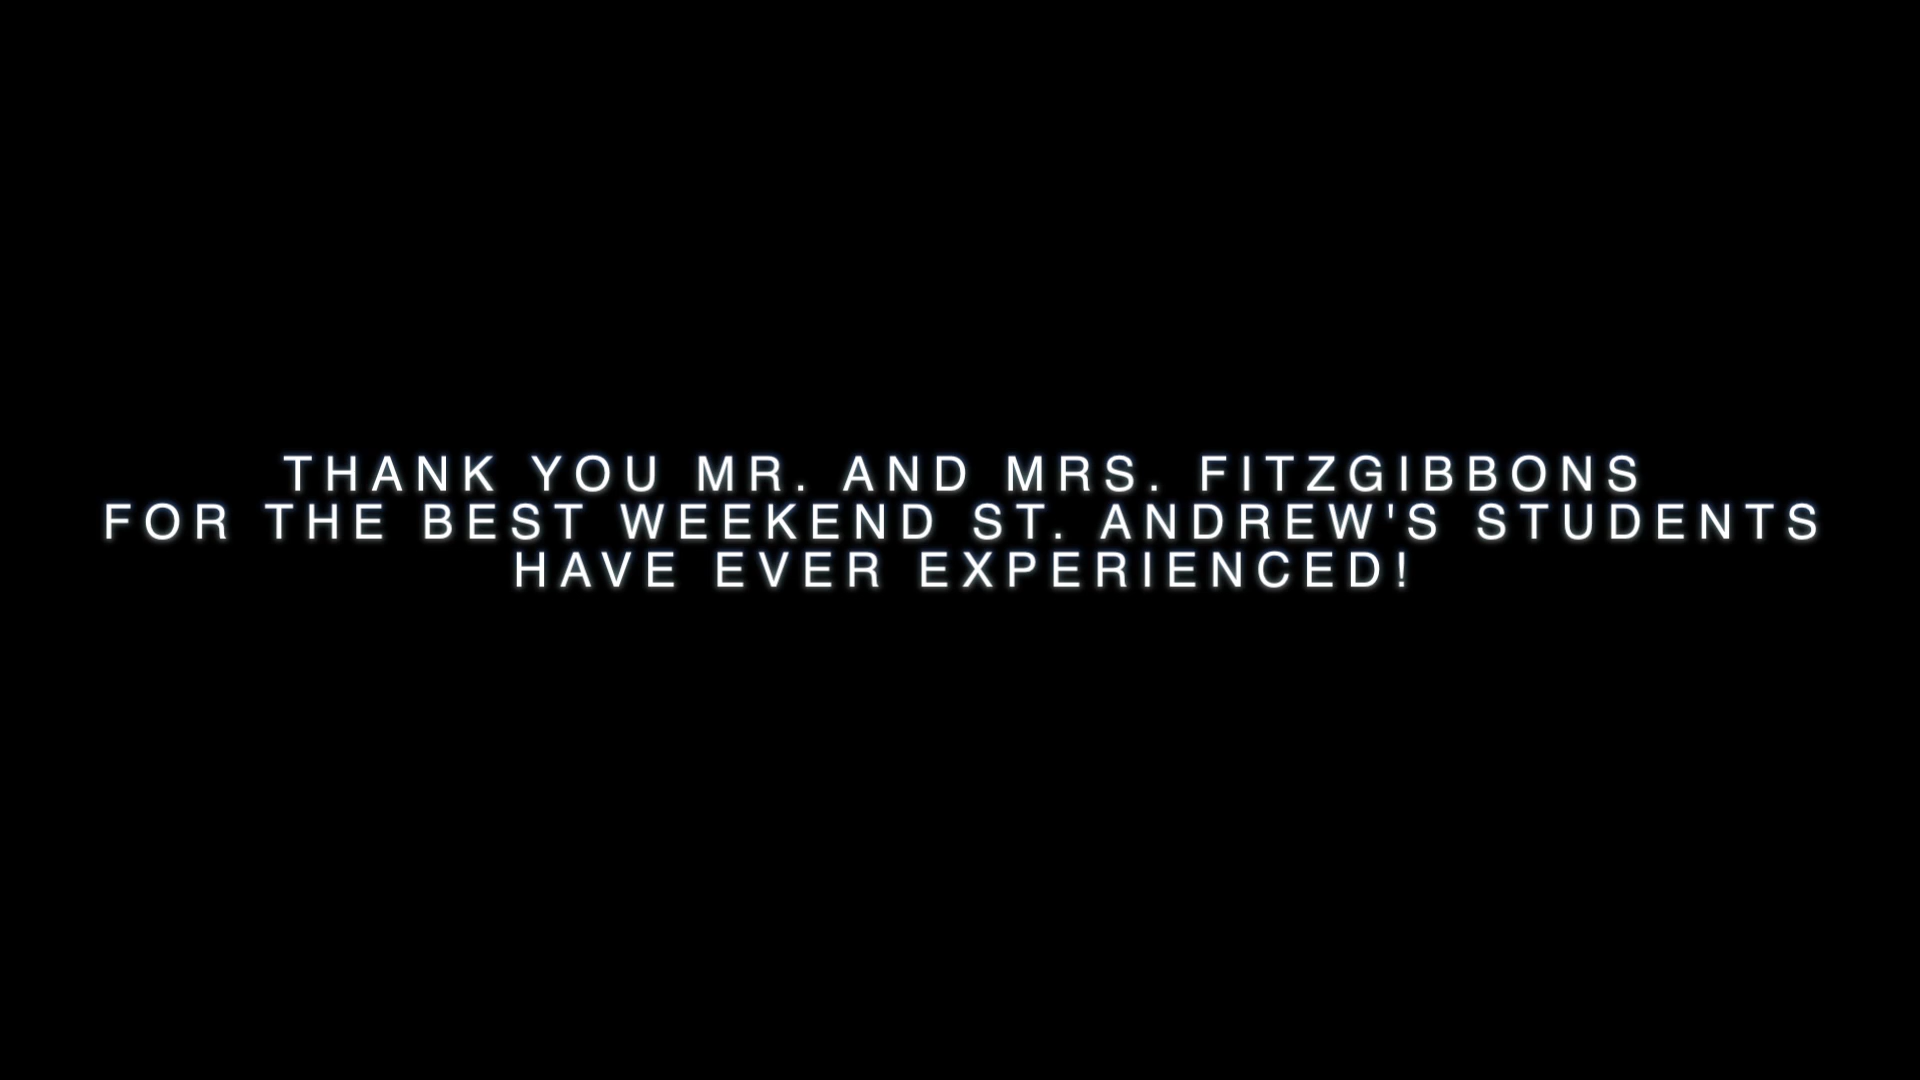 THANK YOU MR. AND MRS. FITZGIBBONS
FOR THE BEST WEEKEND ST. ANDREW'S STUDENTS
HAVE EVER EXPERIENCED!